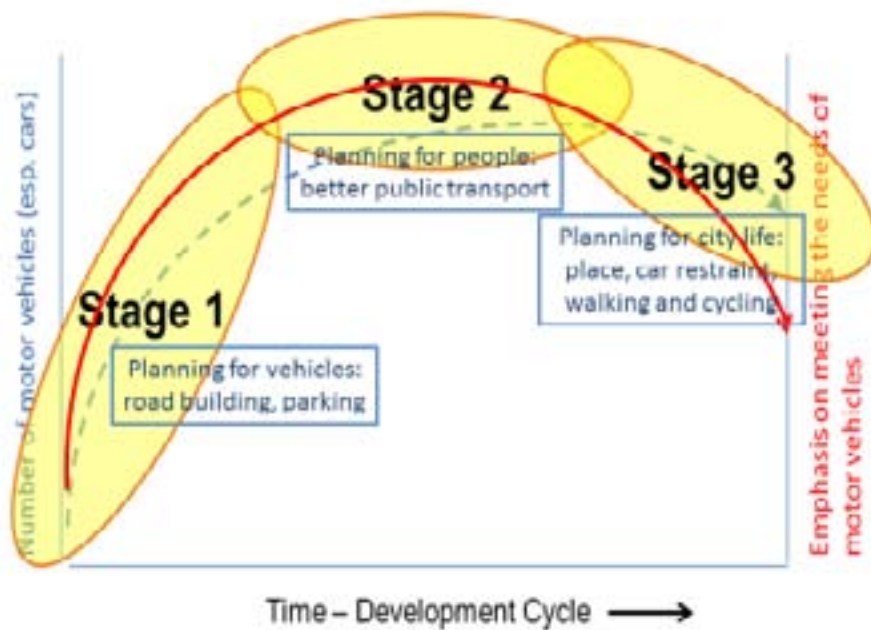 Number of motor vehicles (esp. cars)
Stage 1
Planning for vehicles:
road building, parking
Stage 2
Planning for people:
better public transport
Stage 3
Planning for city life:
place, car restraint,
walking and cycling
Emphasis on meeting the needs of
motor vehicles
Time – Development Cycle